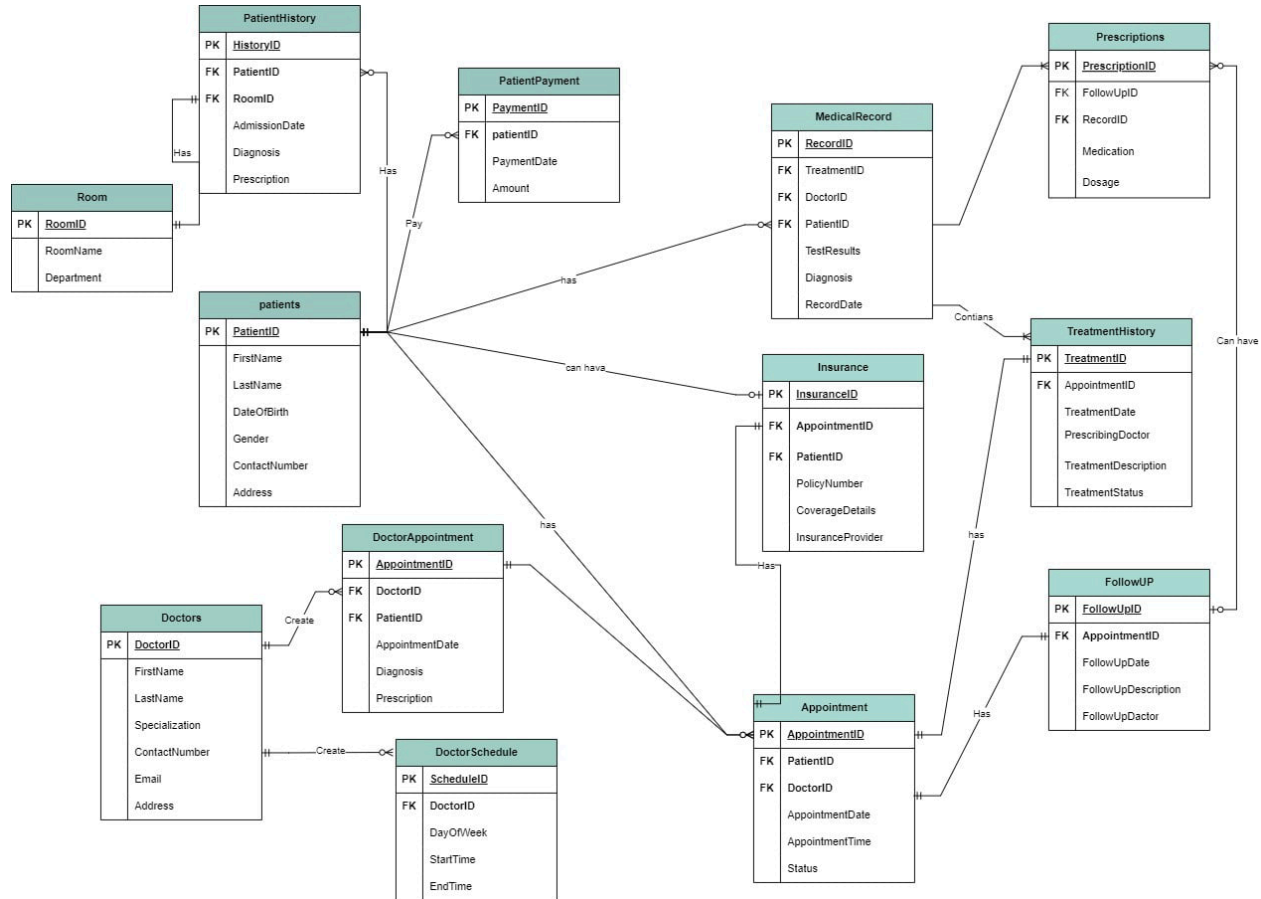 PatientHistory
PK HistoryID
FK PatientID
FK RoomID
AdmissionDate
Diagnosis
Prescription
Has
Room
PK RoomID
RoomName
Department
patients
PK PatientID
FirstName
LastName
DateOfBirth
Gender
ContactNumber
Address
Has
PatientPayment
PK PaymentID
FK patientID
PaymentDate
Amount
Pay
MedicalRecord
PK RecordID
FK TreatmentID
FK DoctorID
FK PatientID
TestResults
Diagnosis
RecordDate
has
Prescriptions
PK PrescriptionID
FK FollowUpID
FK RecordID
Medication
Dosage
Contians
TreatmentHistory
PK TreatmentID
FK AppointmentID
TreatmentDate
PrescribingDoctor
TreatmentDescription
TreatmentStatus
Can have
can hava
Insurance
PK InsuranceID
FK AppointmentID
FK PatientID
PolicyNumber
CoverageDetails
InsuranceProvider
Has
has
has
DoctorAppointment
PK AppointmentID
FK DoctorID
FK PatientID
AppointmentDate
Diagnosis
Prescription
Create
Doctors
PK DoctorID
FirstName
LastName
Specialization
ContactNumber
Email
Address
Create
DoctorSchedule
PK ScheduleID
FK DoctorID
DayOfWeek
StartTime
EndTime
Appointment
PK AppointmentID
FK PatientID
FK DoctorID
AppointmentDate
AppointmentTime
Status
Has
FollowUP
PK FollowUpID
FK AppointmentID
FollowUpDate
FollowUpDescription
FollowUpDactor